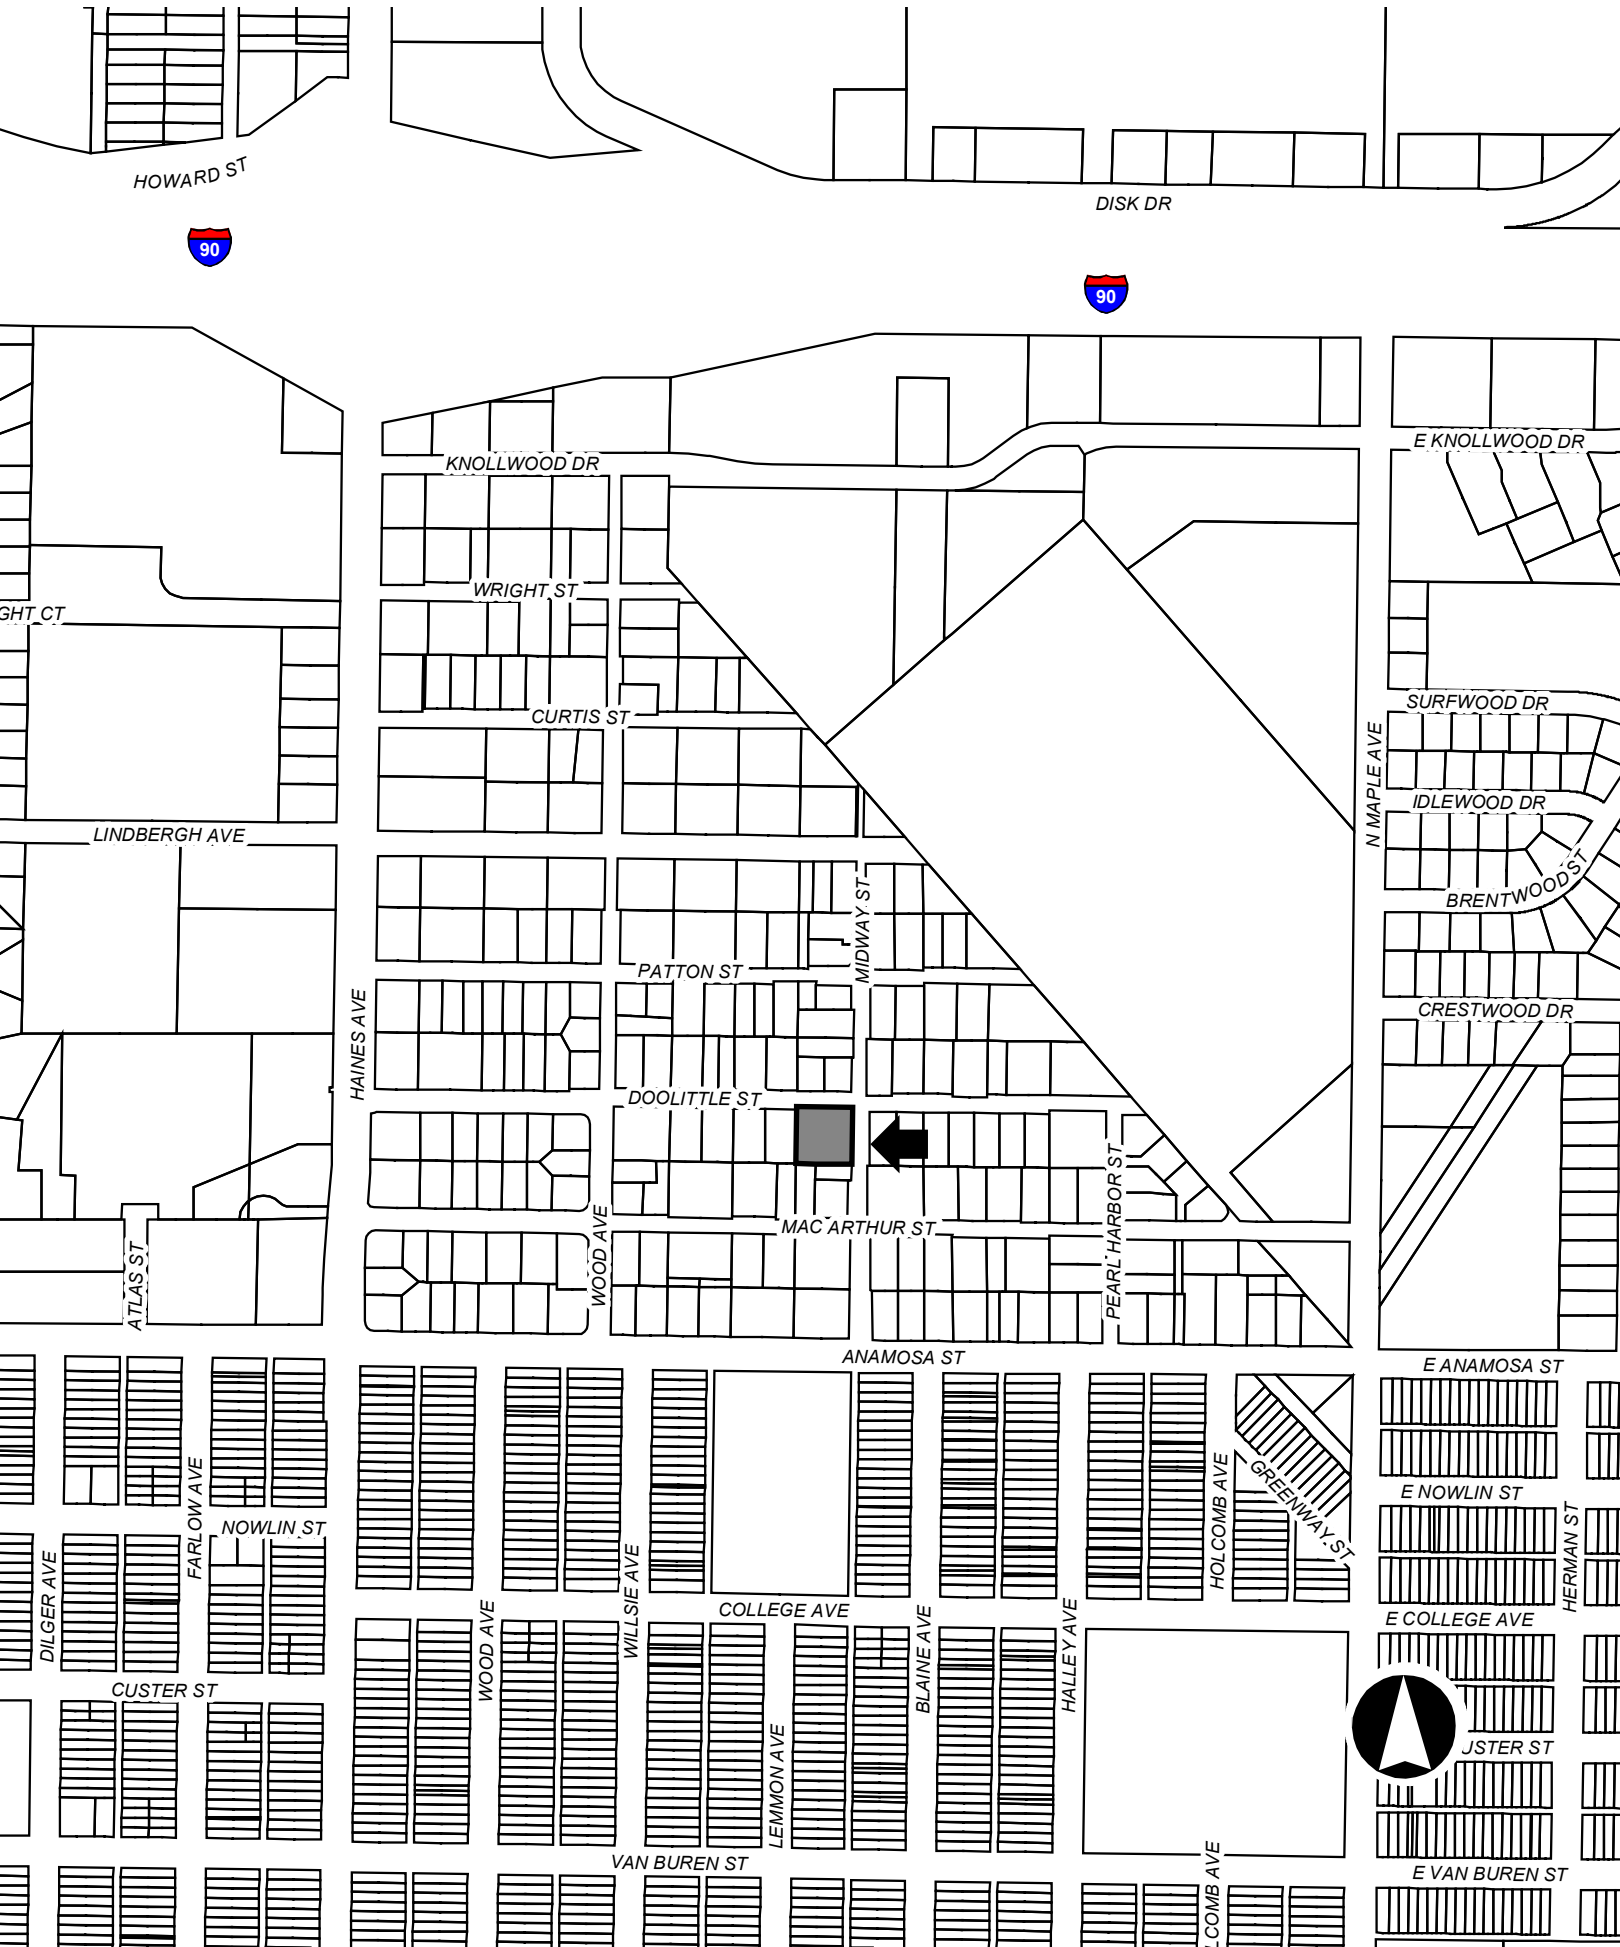 HOWARD ST
DISK DR
90
90
E KNOLLWOOD DR
KNOLLWOOD DR
WRIGHT ST
GHT CT
SURFWOOD DR
CURTIS ST
N MAPLE AVE
IDLEWOOD DR
LINDBERGH AVE
BRENTWOOD ST
MIDWAY ST
PATTON ST
CRESTWOOD DR
HAINES AVE
DOOLITTLE ST
PEARL HARBOR ST
MAC ARTHUR ST
WOOD AVE
ATLAS ST
ANAMOSA ST
E ANAMOSA ST
GREENWAY ST
HOLCOMB AVE
E NOWLIN ST
FARLOW AVE
NOWLIN ST
HERMAN ST
DILGER AVE
WILLSIE AVE
COLLEGE AVE
E COLLEGE AVE
WOOD AVE
BLAINE AVE
HALLEY AVE
CUSTER ST
USTER ST
LEMMON AVE
VAN BUREN ST
E VAN BUREN ST
LCOMB AVE